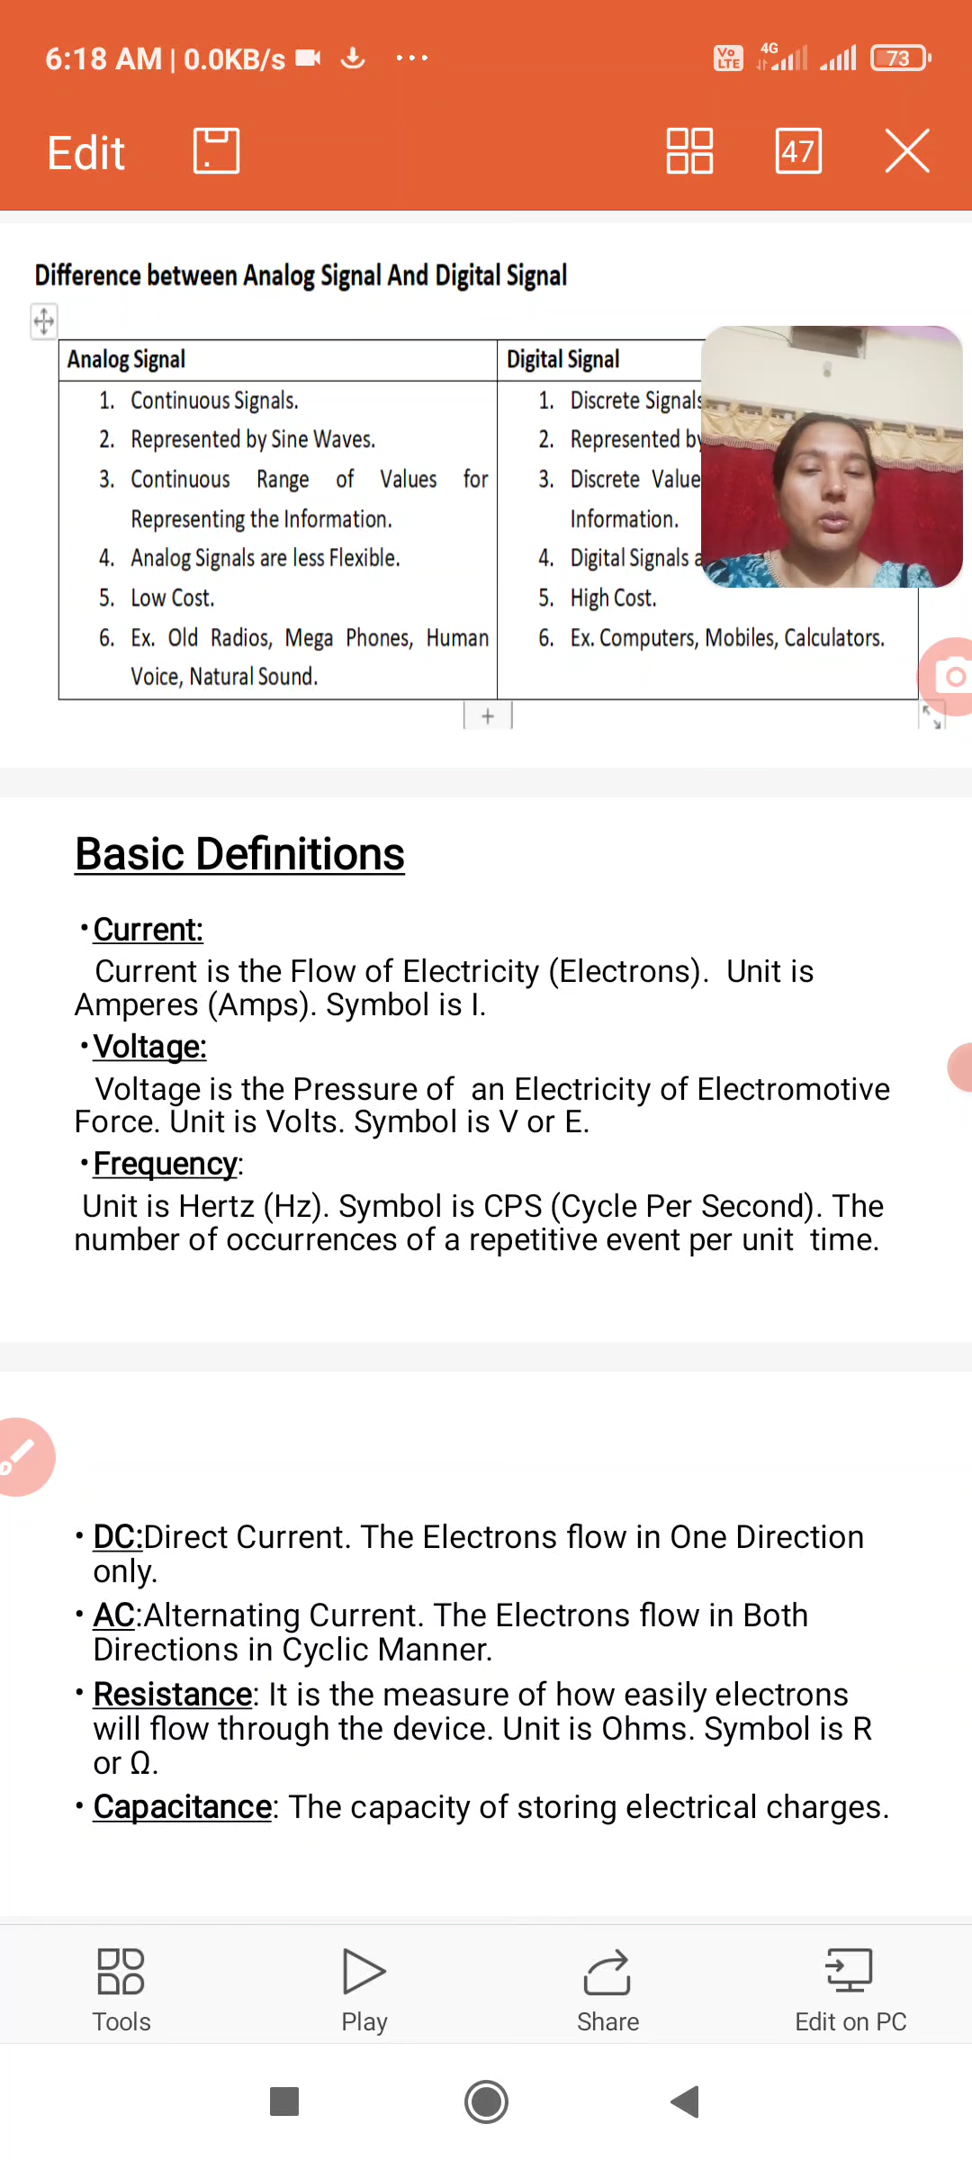 6:18 AM | 0.0KB/s ... Vo LTE 4G 73
Edit 47
Difference between Analog Signal And Digital Signal
Analog Signal Digital Signal
1. Continuous Signals. 1. Discrete Signals
2. Represented by Sine Waves. 2. Represented by
3. Continuous Range of Values for 3. Discrete Value
Representing the Information. Information.
4. Analog Signals are less Flexible. 4. Digital Signals
5. Low Cost. 5. High Cost.
6. Ex. Old Radios, Mega Phones, Human 6. Ex. Computers, Mobiles, Calculators.
Voice, Natural Sound.
Basic Definitions
• Current:
Current is the Flow of Electricity (Electrons). Unit is
Amperes (Amps). Symbol is I.
• Voltage:
Voltage is the Pressure of an Electricity of Electromotive
Force. Unit is Volts. Symbol is V or E.
• Frequency:
Unit is Hertz (Hz). Symbol is CPS (Cycle Per Second). The
number of occurrences of a repetitive event per unit time.
• DC:Direct Current. The Electrons flow in One Direction
only.
• AC:Alternating Current. The Electrons flow in Both
Directions in Cyclic Manner.
• Resistance: It is the measure of how easily electrons
will flow through the device. Unit is Ohms. Symbol is R
or Ω.
• Capacitance: The capacity of storing electrical charges.
Tools Play Share Edit on PC